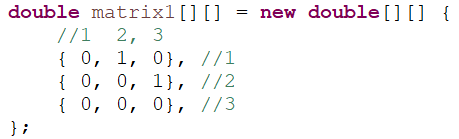 double matrix1[][] = new double[][] {
    //1  2, 3
    { 0, 1, 0}, //1
    { 0, 0, 1}, //2
    { 0, 0, 0}, //3
};